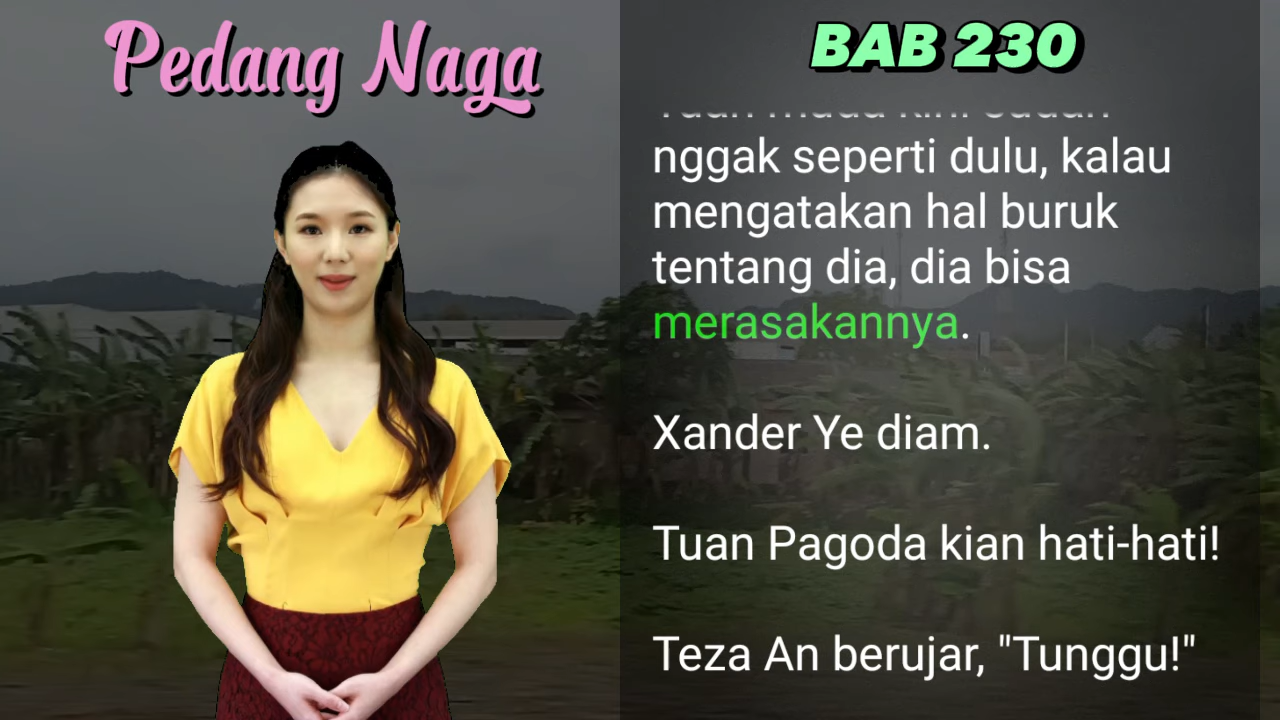 Pedang Naga
BAB 230
nggak seperti dulu, kalau
mengatakan hal buruk
tentang dia, dia bisa
merasakannya.
Xander Ye diam.
Tuan Pagoda kian hati-hati!
Teza An berujar, "Tunggu!"